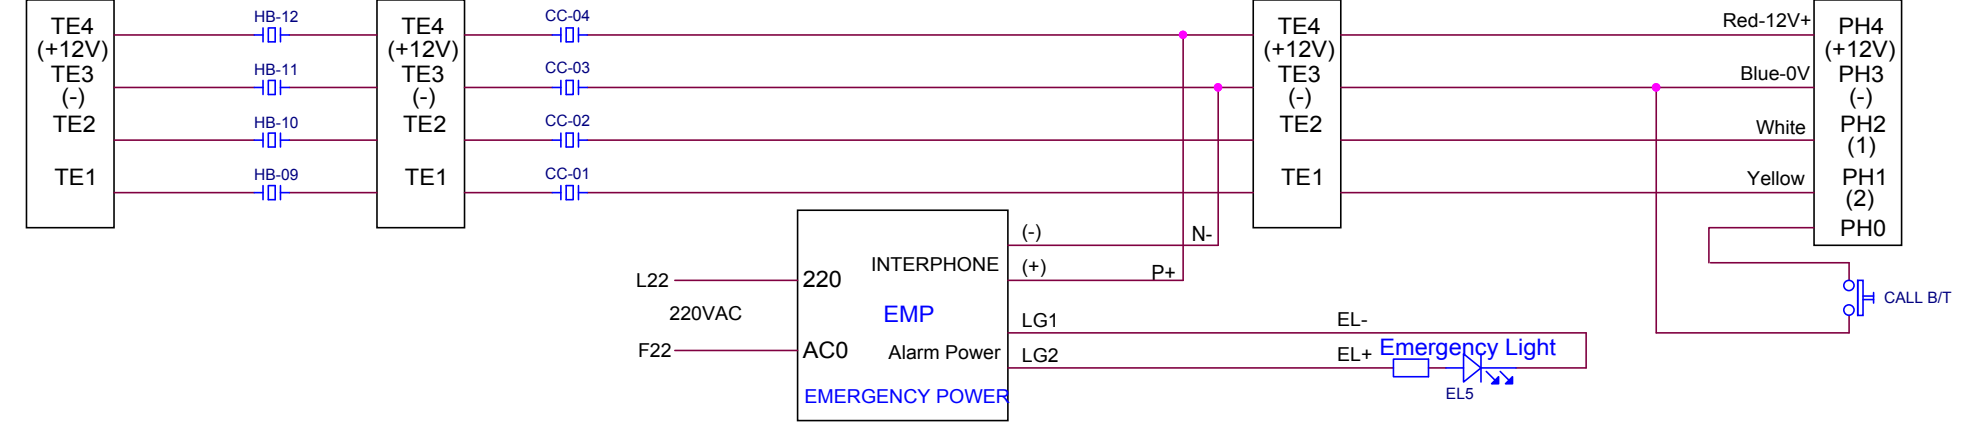 TE4
(+12V)
TE3
(-)
TE2
TE1
HB-12
HB-11
HB-10
HB-09
TE4
(+12V)
TE3
(-)
TE2
TE1
CC-04
CC-03
CC-02
CC-01
TE4
(+12V)
TE3
(-)
TE2
TE1
Red-12V+
Blue-0V
White
Yellow
PH4
(+12V)
PH3
(-)
PH2
(1)
PH1
(2)
PH0
CALL B/T
L22
220VAC
F22
220
AC0
INTERPHONE
EMP
Alarm Power
EMERGENCY POWER
(-)
N-
(+)
P+
LG1
EL-
LG2
EL+
Emergency Light
EL5